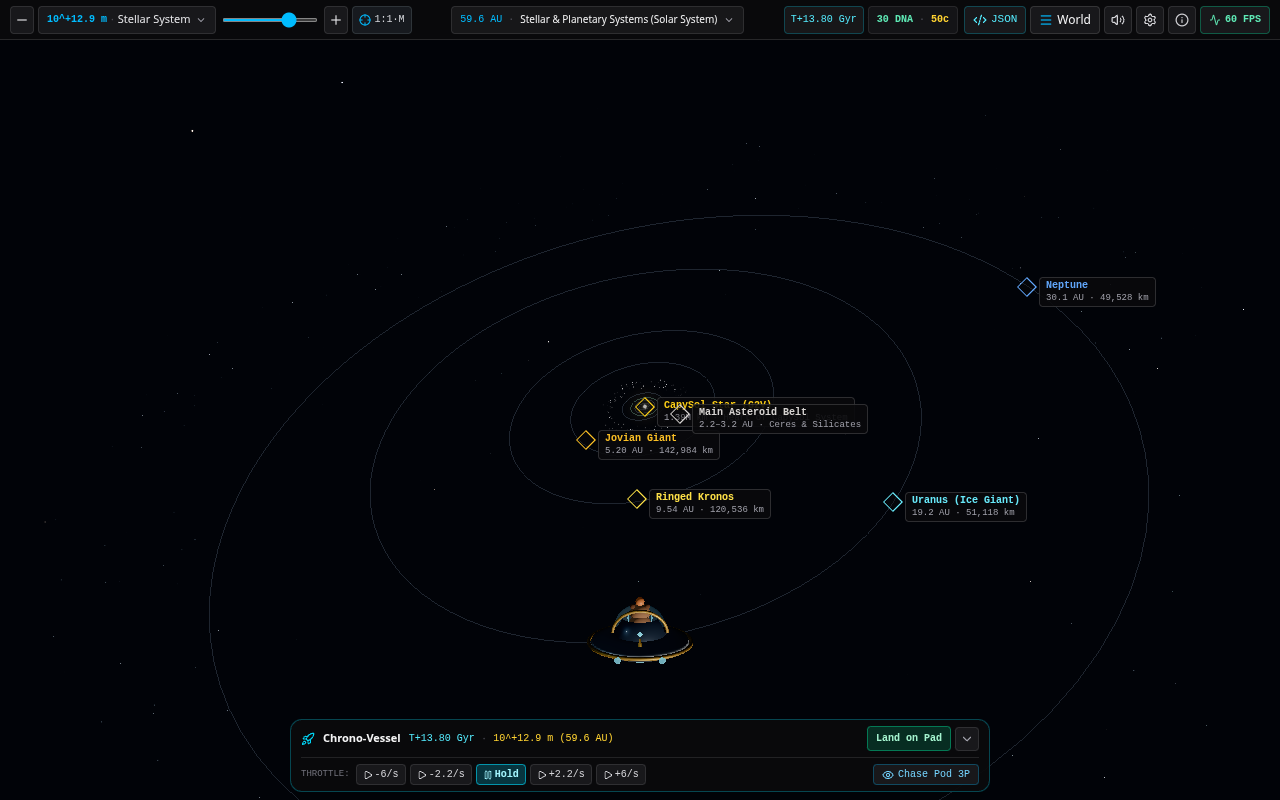 10^+12.9 m · Stellar System
1:1·M
59.6 AU · Stellar & Planetary Systems (Solar System)
T+13.80 Gyr
30 DNA · 50c
JSON
World
60 FPS
Neptune
30.1 AU · 49,528 km
CapySol Star (G2V)
Main Asteroid Belt
2.2–3.2 AU · Ceres & Silicates
Jovian Giant
5.20 AU · 142,984 km
Ringed Kronos
9.54 AU · 120,536 km
Uranus (Ice Giant)
19.2 AU · 51,118 km
Chrono-Vessel T+13.80 Gyr · 10^+12.9 m (59.6 AU)
Land on Pad
THROTTLE: -6/s -2.2/s Hold +2.2/s +6/s
Chase Pod 3P